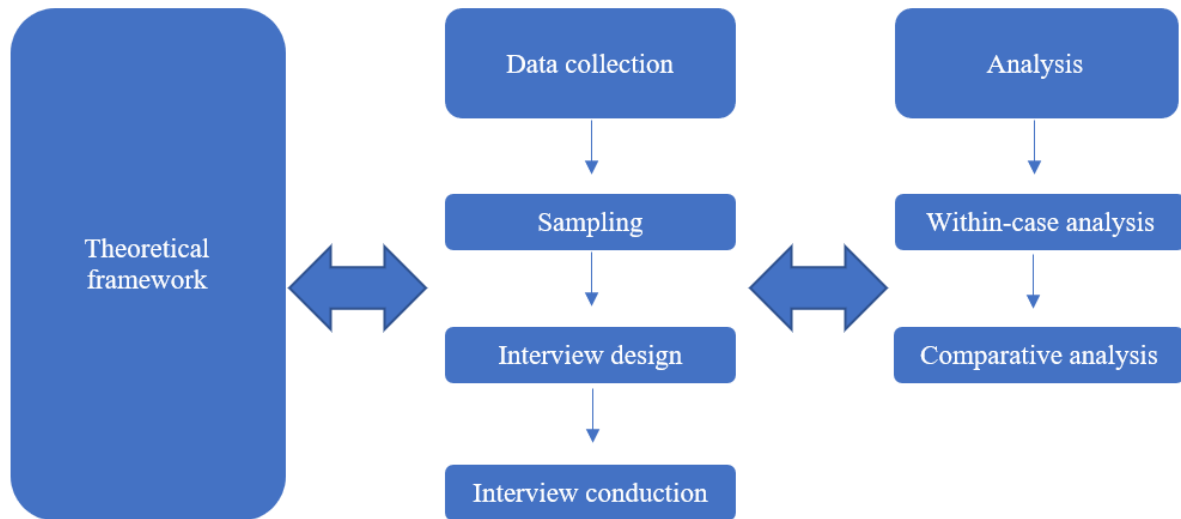 Theoretical
framework
Data collection
Sampling
Interview design
Interview conduction
Analysis
Within-case analysis
Comparative analysis